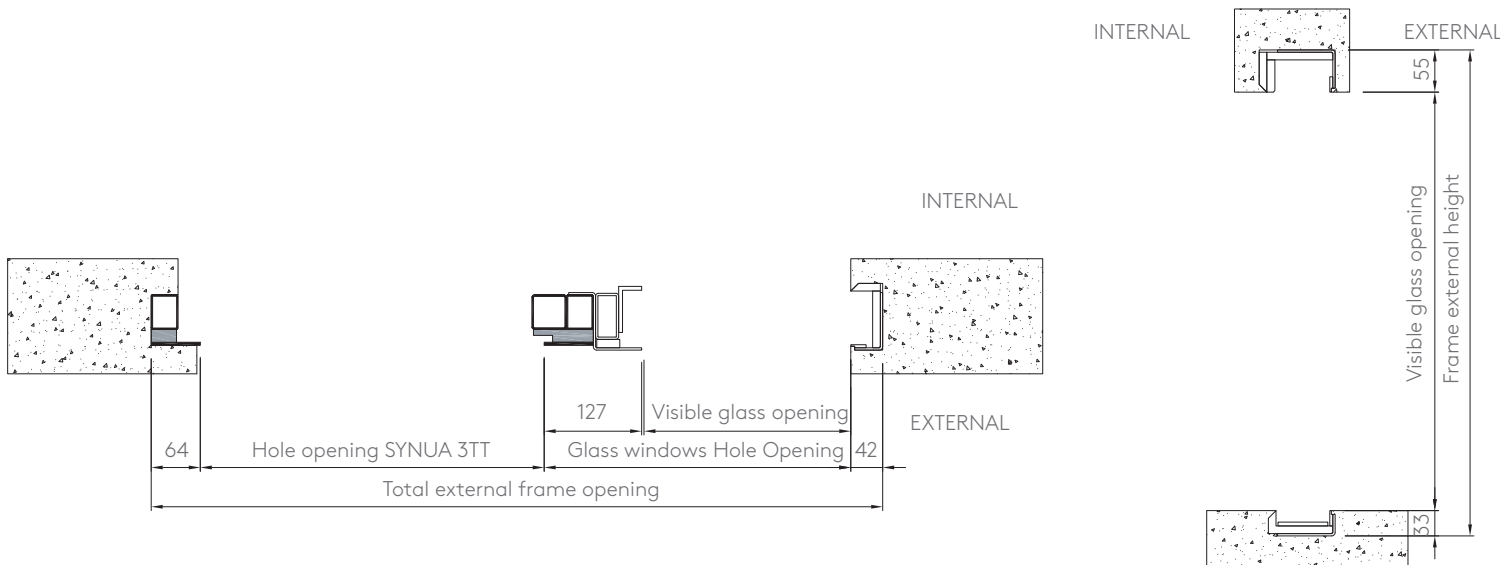 INTERNAL
EXTERNAL
55
Visible glass opening
Frame external height
33
INTERNAL
EXTERNAL
127
Visible glass opening
64
Hole opening SYNUA 3TT
Glass windows Hole Opening
42
Total external frame opening